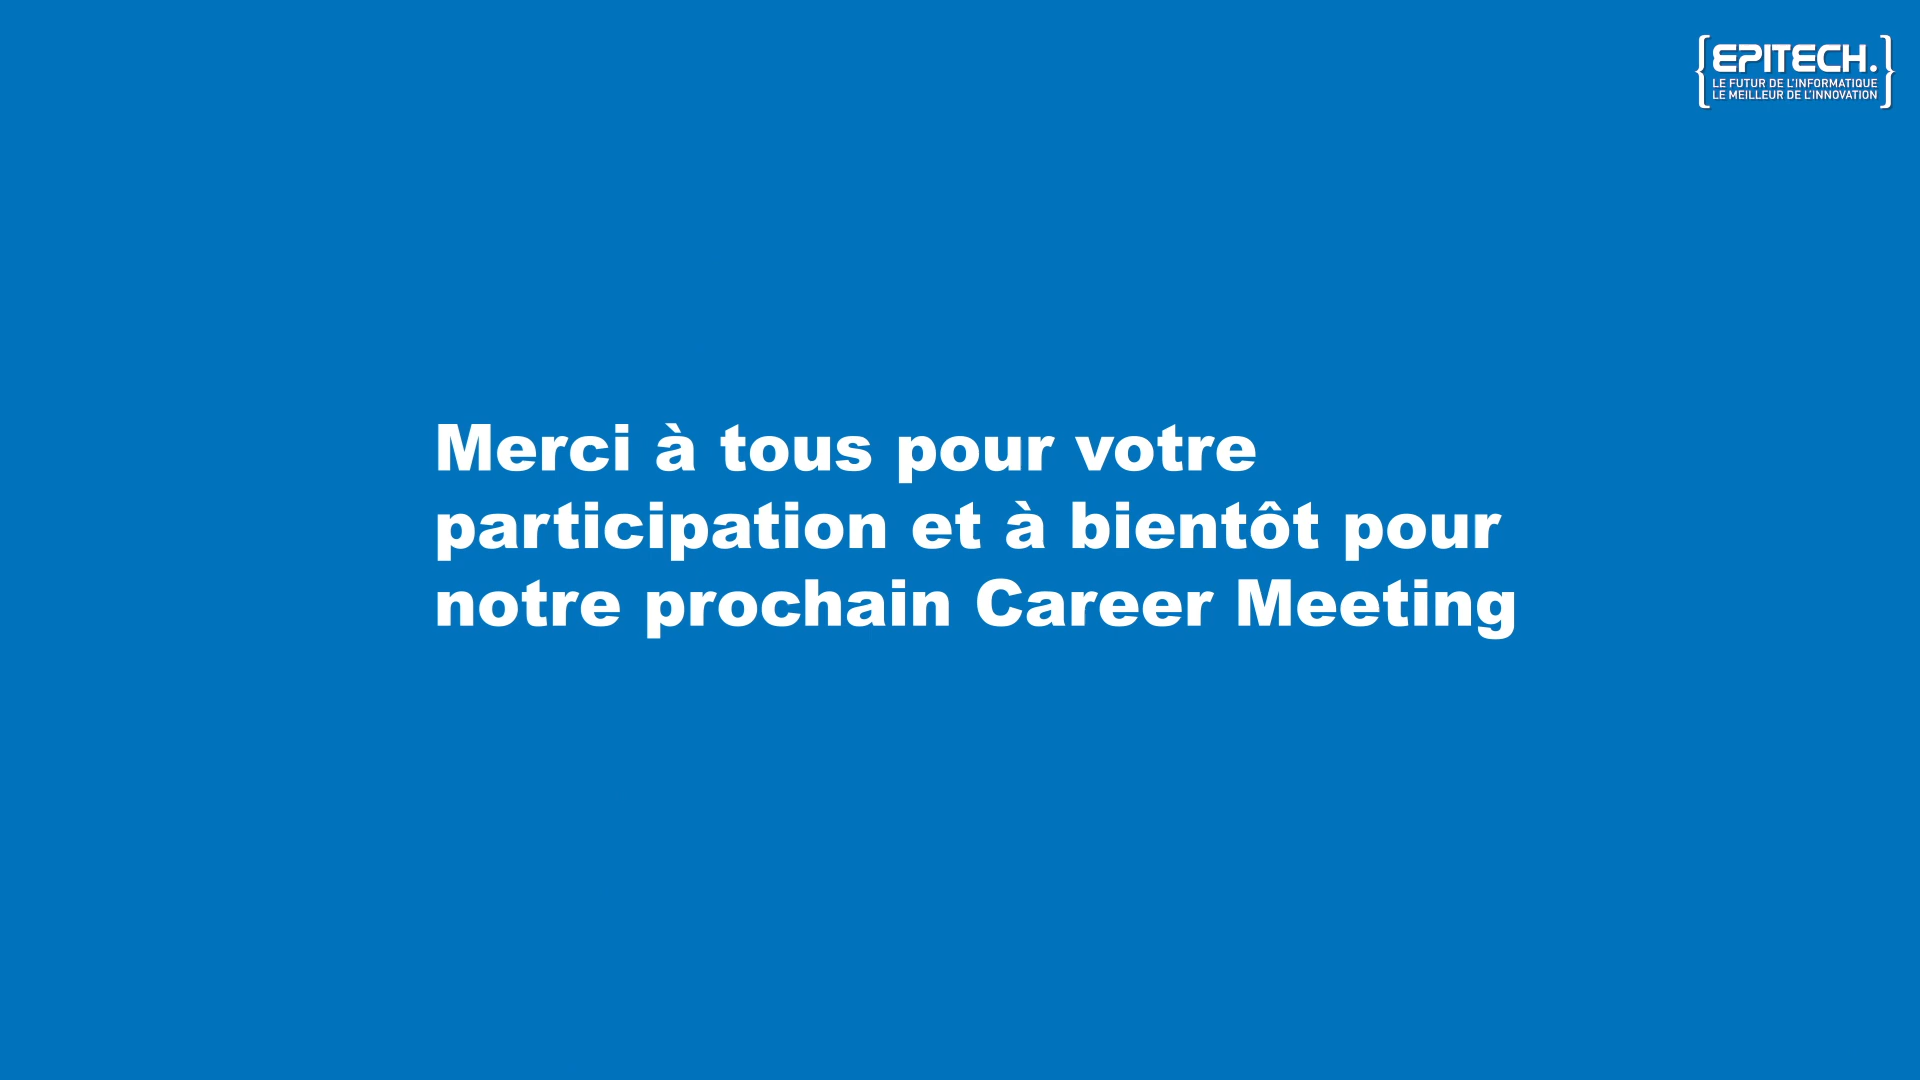 {EPITECH.}
LE FUTUR DE L'INFORMATIQUE
LE MEILLEUR DE L'INNOVATION
Merci à tous pour votre
participation et à bientôt pour
notre prochain Career Meeting